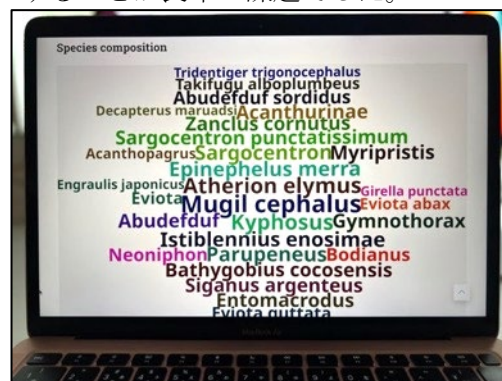 Species composition
Tridentiger trigonocephalus
Takifugu alboplumbeus
Abudefduf sordidus
Decapterus maruadsi Acanthurinae
Zanclus cornutus
Sargocentron punctatissimum
Acanthopagrus Sargocentron Myripristis
Epinephelus merra
Engraulis japonicus Atherion elymus Girella punctata
Eviota Mugil cephalus Eviota abax
Abudefduf Kyphosus Gymnothorax
Istiblennius enosimae
Neoniphon Parupeneus Bodianus
Bathygobius cocosensis
Siganus argenteus
Entomacrodus
Eviota guttata